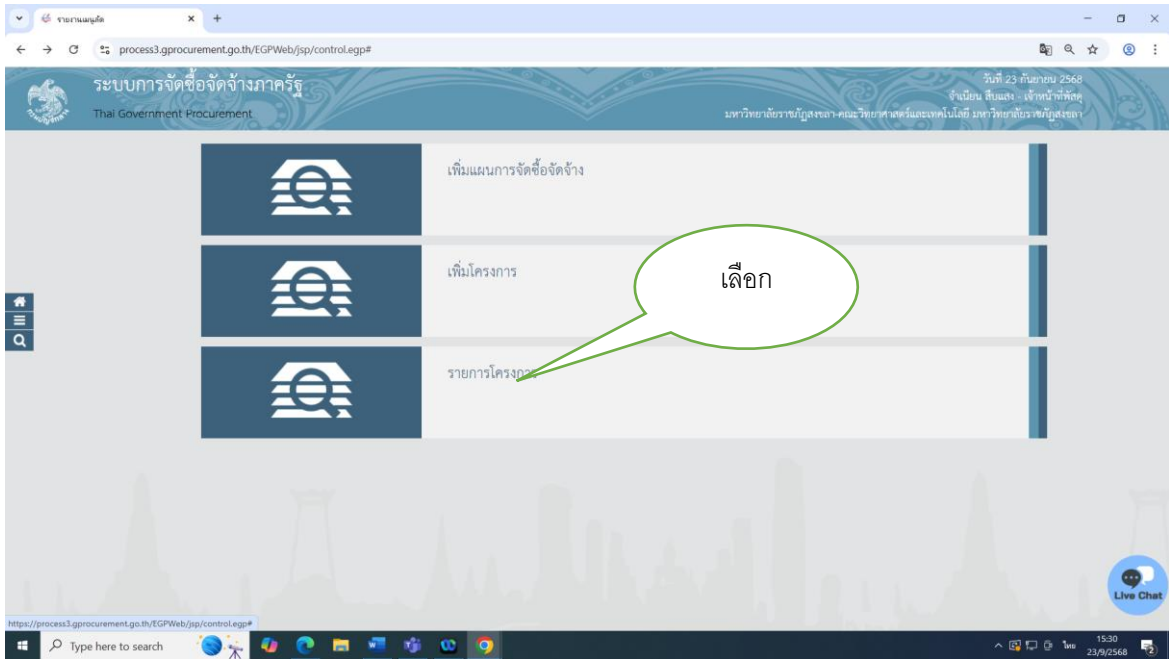 รายงานเมนูลัด
process3.gprocurement.go.th/EGPWeb/jsp/control.egp#
ระบบการจัดซื้อจัดจ้างภาครัฐ
Thai Government Procurement
วันที่ 23 กันยายน 2568
จำเนียน สืบแสง - เจ้าหน้าที่พัสดุ
มหาวิทยาลัยราชภัฏสงขลา-คณะวิทยาศาสตร์และเทคโนโลยี มหาวิทยาลัยราชภัฏสงขลา
เพิ่มแผนการจัดซื้อจัดจ้าง
เพิ่มโครงการ
เลือก
รายการโครงการ
Live Chat
https://process3.gprocurement.go.th/EGPWeb/jsp/control.egp#
Type here to search
ไทย
15:30
23/9/2568
2